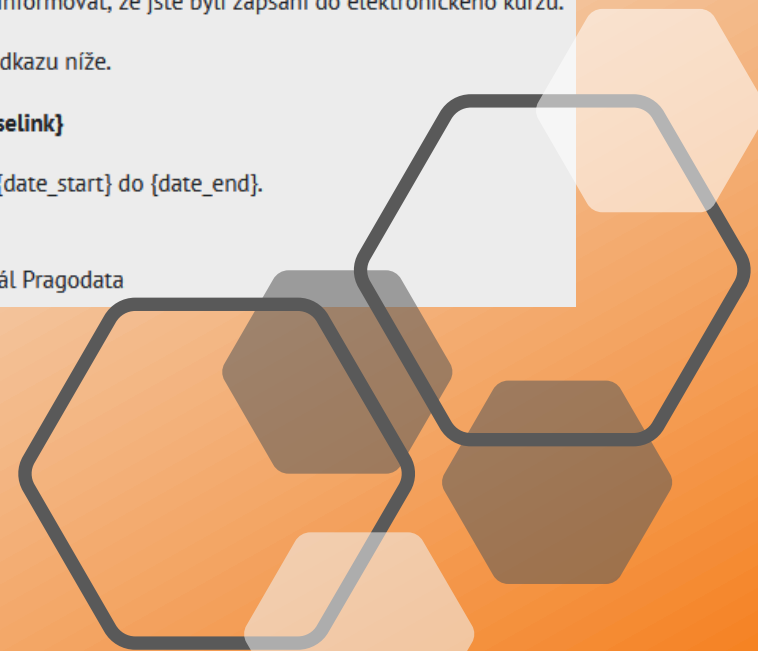 informovat, že jste byli zapsáni do elektronického kurzu.
dkazu níže.
selink}
{date_start} do {date_end}.
ál Pragodata